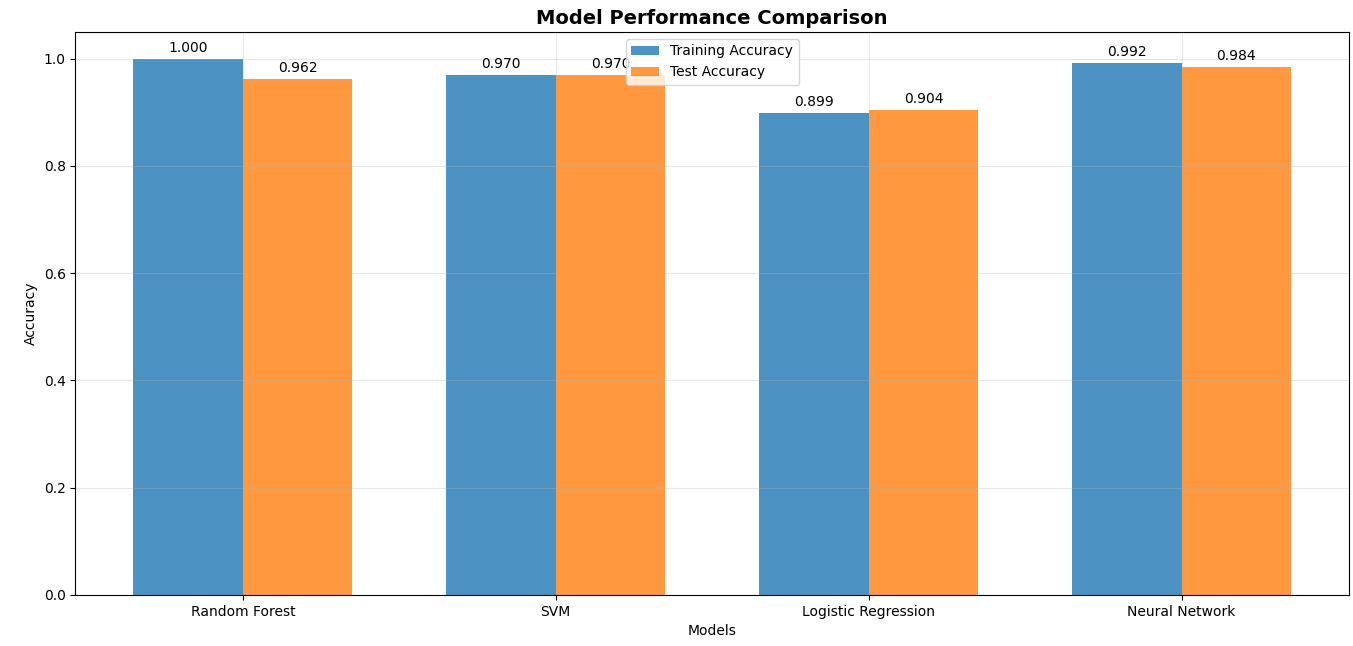 Model Performance Comparison
Training Accuracy
Test Accuracy
1.000
0.962
0.970
0.970
0.899
0.904
0.992
0.984
Accuracy
1.0
0.8
0.6
0.4
0.2
0.0
Random Forest
SVM
Logistic Regression
Neural Network
Models